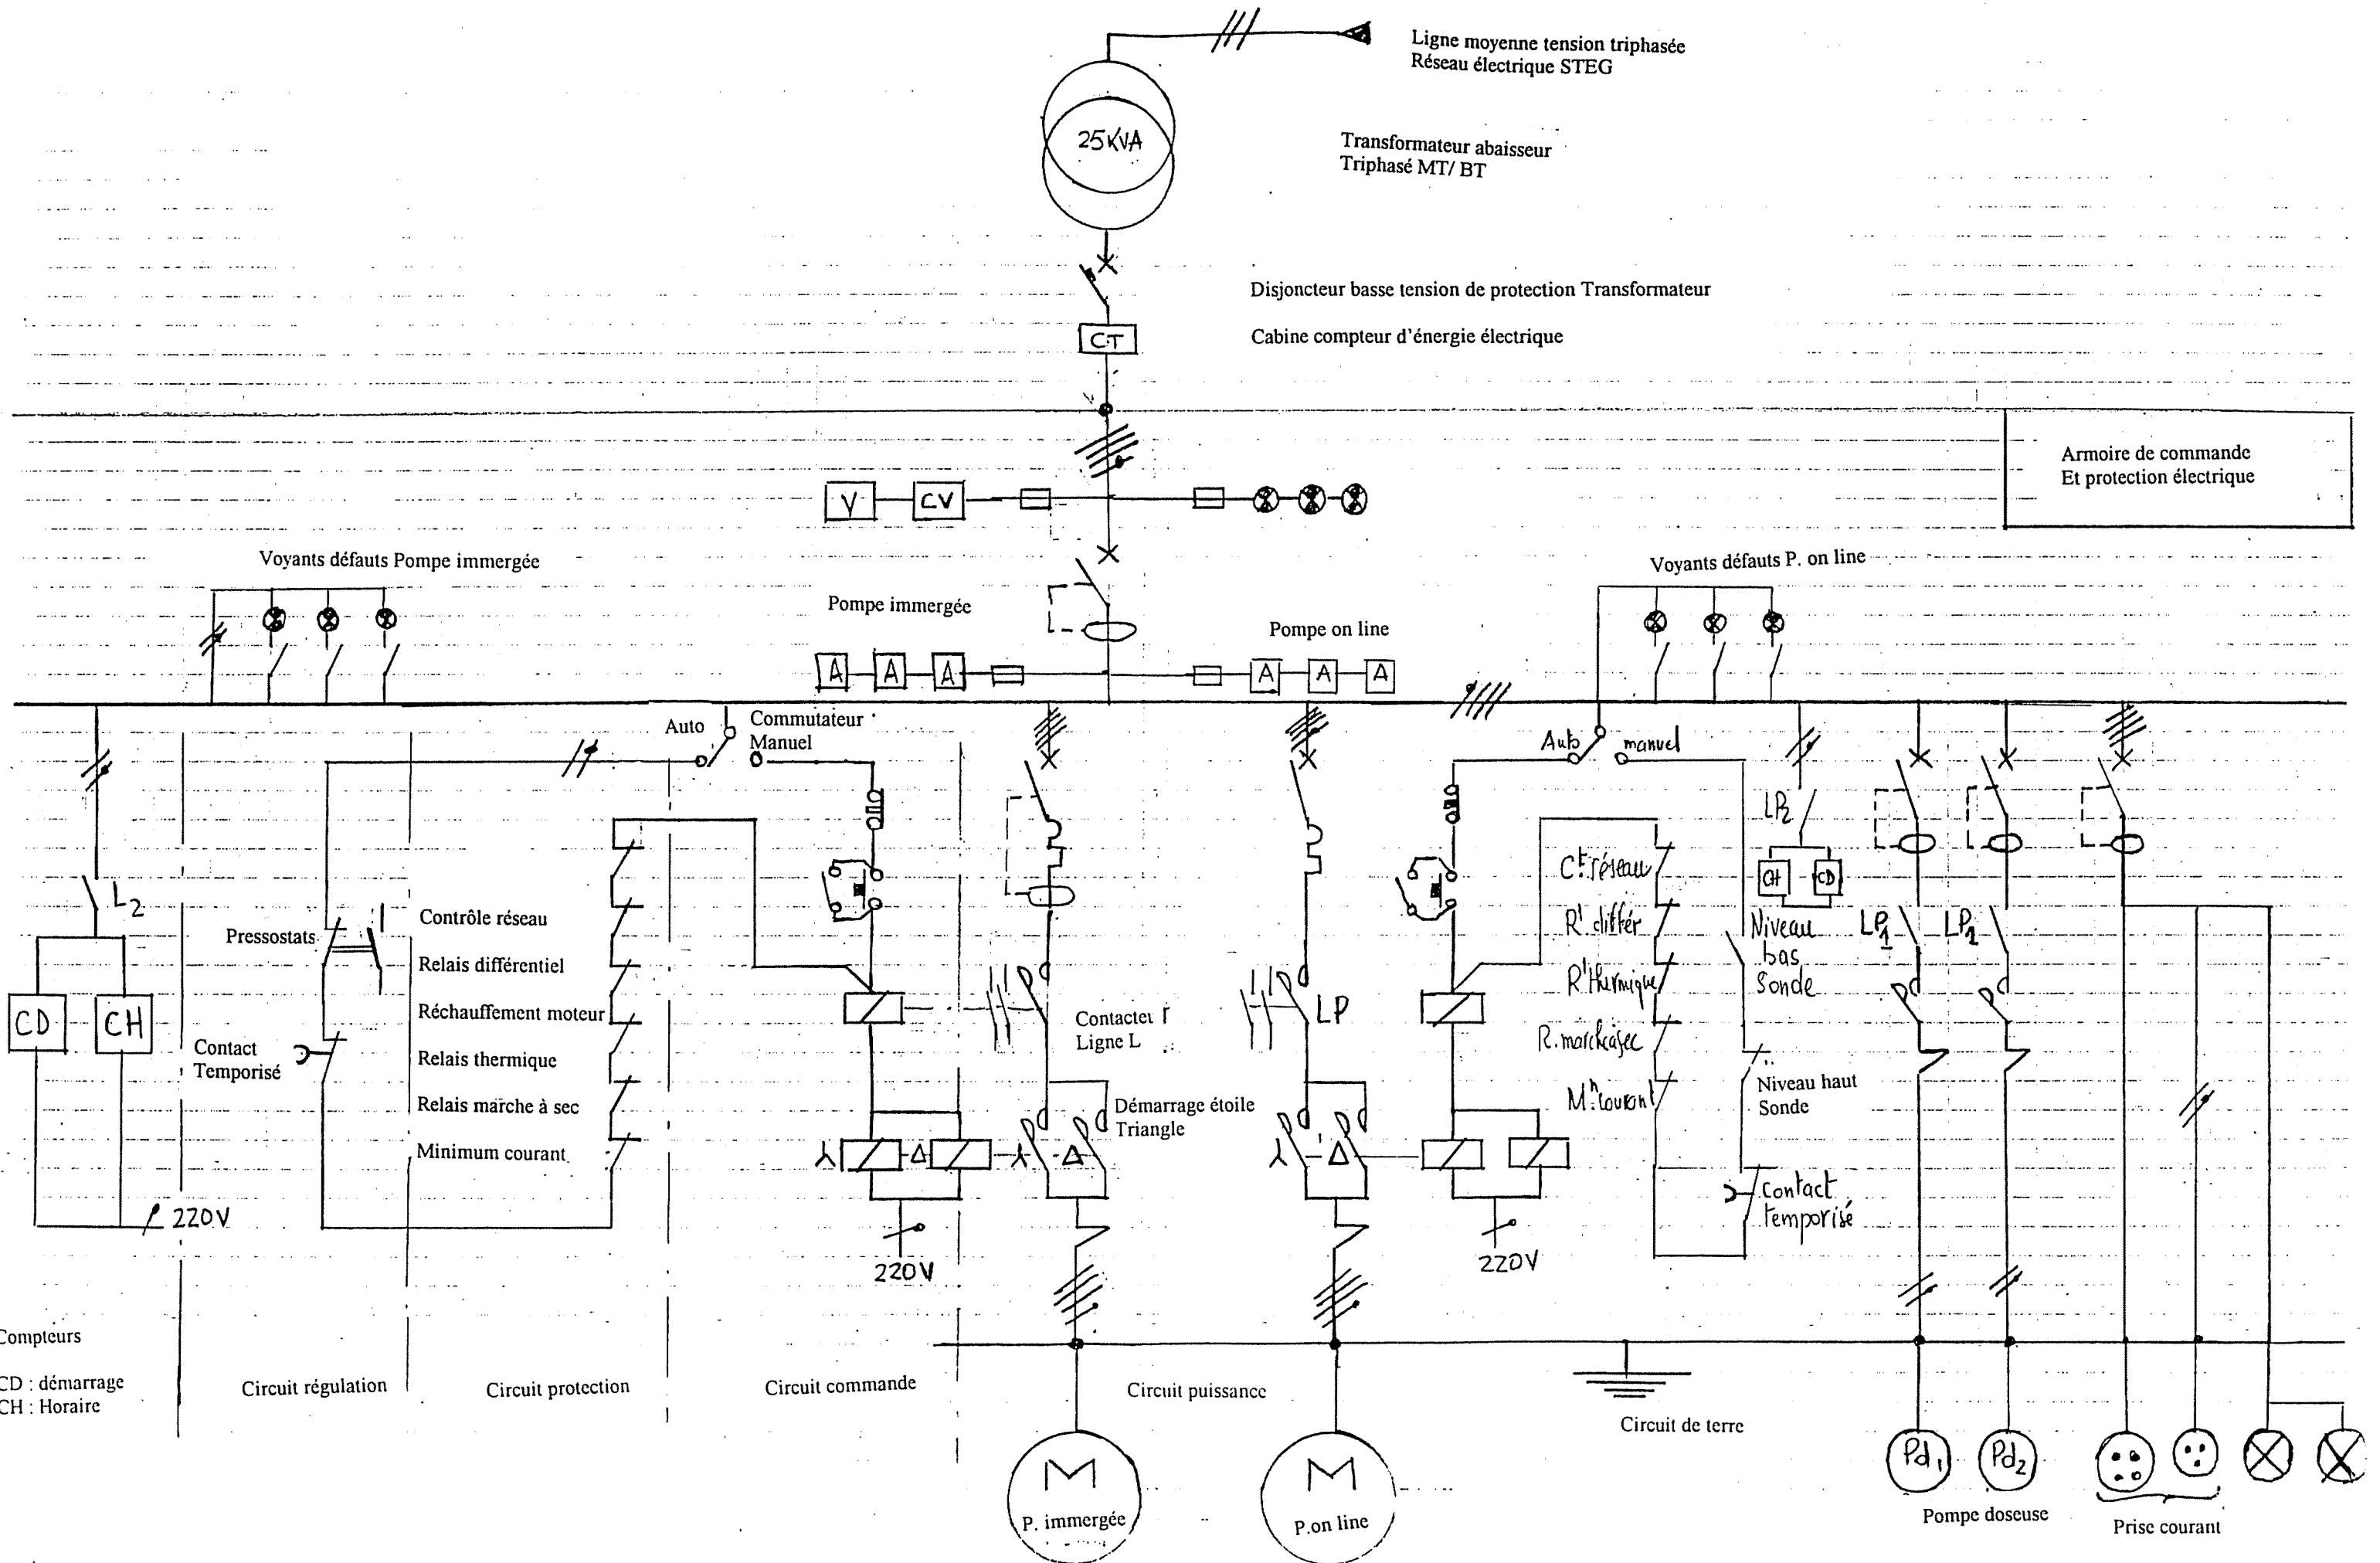 Ligne moyenne tension triphasée
Réseau électrique STEG
25KVA
Transformateur abaisseur
Triphasé MT/ BT
Disjoncteur basse tension de protection Transformateur
CT
Cabine compteur d'énergie électrique
Armoire de commande
Et protection électrique
V
CV
Voyants défauts Pompe immergée
Voyants défauts P. on line
Pompe immergée
Pompe on line
A
A
A
A
A
A
Auto
Commutateur
Manuel
Auto
manuel
L2
LP2
CH
CD
Pressostats
Contrôle réseau
Relais différentiel
Réchauffement moteur
Relais thermique
Relais marche à sec
Minimum courant
CD
CH
Contact
Temporisé
220V
Contacteur
Ligne L
LP
Démarrage étoile
Triangle
λ
Δ
λ
Δ
λ
Δ
220V
220V
Ct réseau
Rl différ
Rl thermique
R. marche à sec
Mn courant
Niveau
bas
Sonde
Niveau haut
Sonde
Contact
temporisé
LP1
LP1
Compteurs
CD : démarrage
CH : Horaire
Circuit régulation
Circuit protection
Circuit commande
Circuit puissance
Circuit de terre
M
P. immergée
M
P.on line
Pd1
Pd2
Pompe doseuse
Prise courant